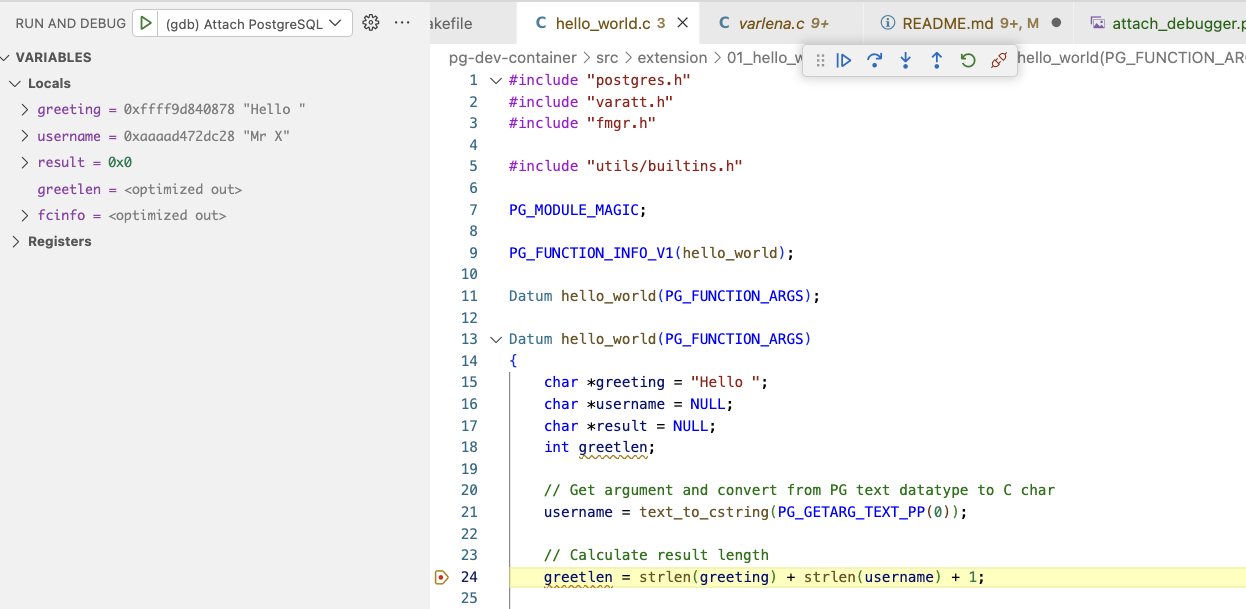 RUN AND DEBUG (gdb) Attach PostgreSQL
VARIABLES
Locals
greeting = 0xffff9d840878 "Hello "
username = 0xaaaad472dc28 "Mr X"
result = 0x0
greetlen = <optimized out>
fcinfo = <optimized out>
Registers
akefile C hello_world.c 3 C varlena.c 9+ README.md 9+, M attach_debugger.p
pg-dev-container > src > extension > 01_hello_w hello_world(PG_FUNCTION_AR
1 #include "postgres.h"
2 #include "varatt.h"
3 #include "fmgr.h"
4
5 #include "utils/builtins.h"
6
7 PG_MODULE_MAGIC;
8
9 PG_FUNCTION_INFO_V1(hello_world);
10
11 Datum hello_world(PG_FUNCTION_ARGS);
12
13 Datum hello_world(PG_FUNCTION_ARGS)
14 {
15 char *greeting = "Hello ";
16 char *username = NULL;
17 char *result = NULL;
18 int greetlen;
19
20 // Get argument and convert from PG text datatype to C char
21 username = text_to_cstring(PG_GETARG_TEXT_PP(0));
22
23 // Calculate result length
24 greetlen = strlen(greeting) + strlen(username) + 1;
25